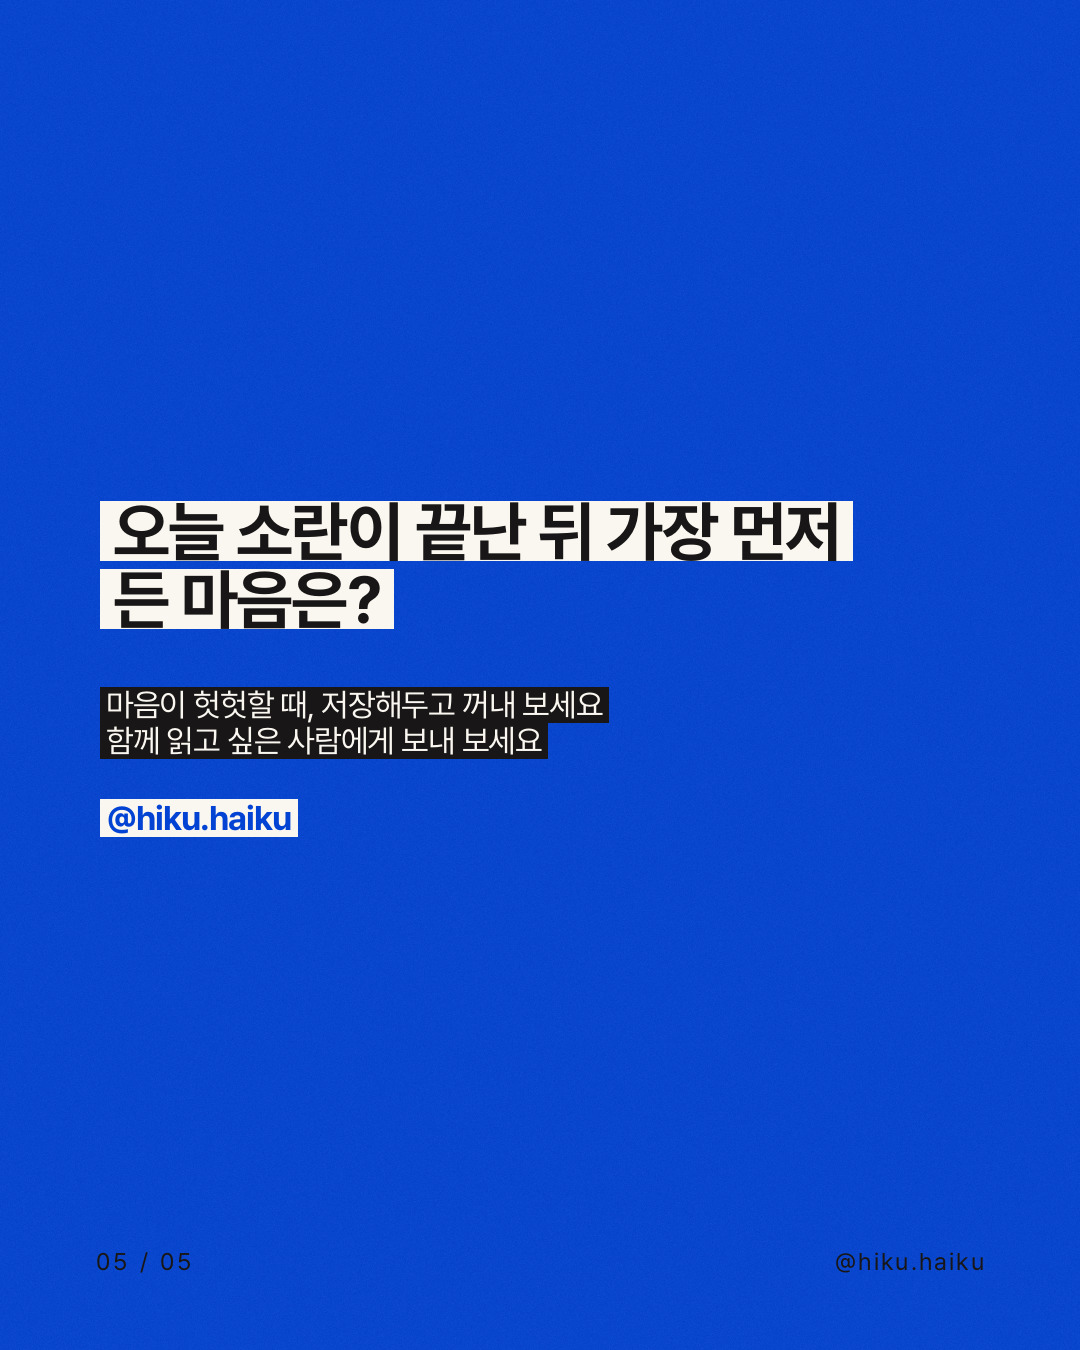 오늘 소란이 끝난 뒤 가장 먼저
든 마음은?
마음이 헛헛할 때, 저장해두고 꺼내 보세요
함께 읽고 싶은 사람에게 보내 보세요
@hiku.haiku
05 / 05
@hiku.haiku